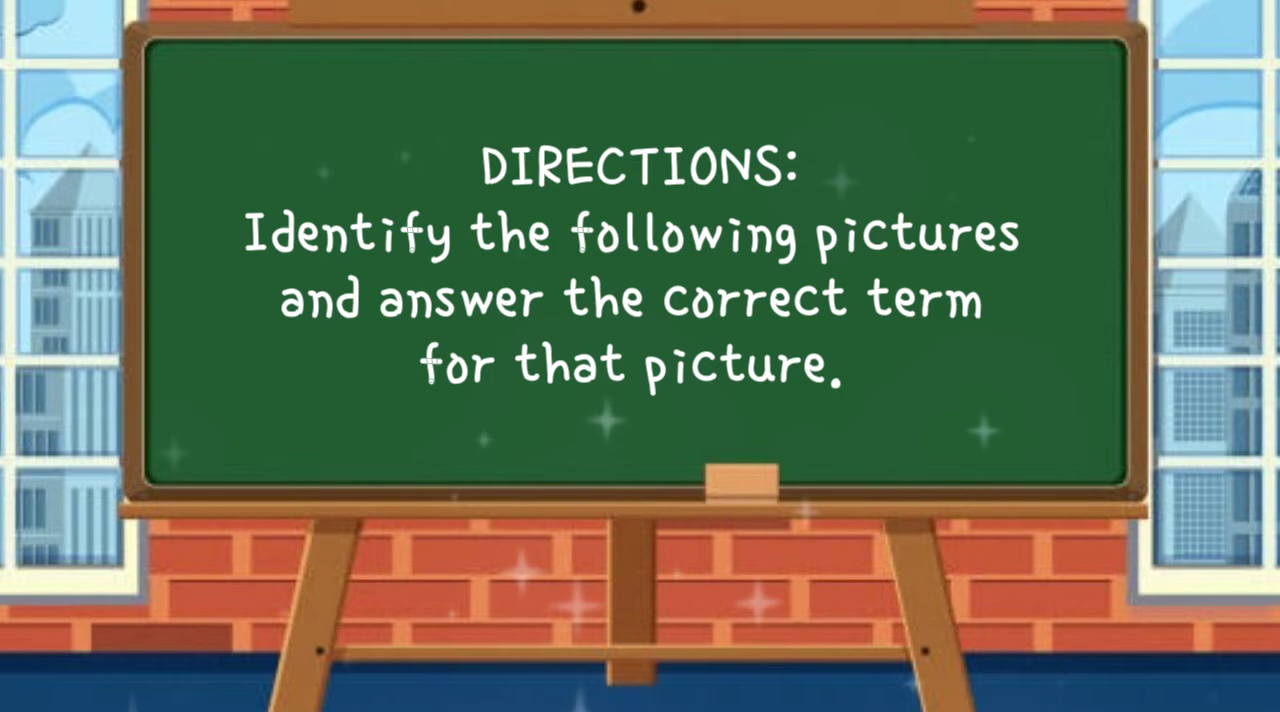 DIRECTIONS:
Identify the following pictures
and answer the correct term
for that picture.